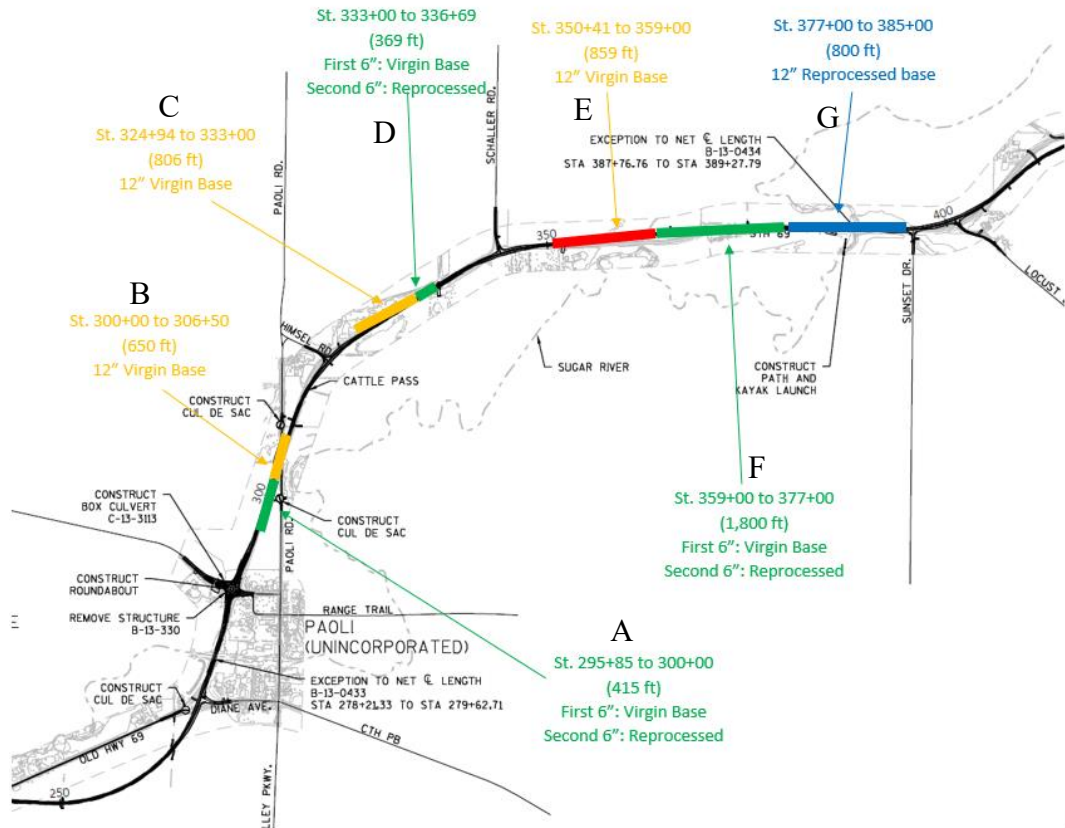 St. 333+00 to 336+69
(369 ft)
First 6”: Virgin Base
Second 6”: Reprocessed
D
St. 350+41 to 359+00
(859 ft)
12” Virgin Base
E
St. 377+00 to 385+00
(800 ft)
12” Reprocessed base
G
C
St. 324+94 to 333+00
(806 ft)
12” Virgin Base
PAOLI RD.
SCHALLER RD.
EXCEPTION TO NET ℄ LENGTH
B-13-0434
STA 387+76.76 TO STA 389+27.79
350
STH 69
400
LOCUST
SUNSET DR.
B
St. 300+00 to 306+50
(650 ft)
12” Virgin Base
HIMSEL RD.
CATTLE PASS
SUGAR RIVER
CONSTRUCT
PATH AND
KAYAK LAUNCH
CONSTRUCT
CUL DE SAC
300
CONSTRUCT
BOX CULVERT
C-13-3113
CONSTRUCT
CUL DE SAC
PAOLI RD.
F
St. 359+00 to 377+00
(1,800 ft)
First 6”: Virgin Base
Second 6”: Reprocessed
CONSTRUCT
ROUNDABOUT
REMOVE STRUCTURE
B-13-330
RANGE TRAIL
PAOLI
(UNINCORPORATED)
A
St. 295+85 to 300+00
(415 ft)
First 6”: Virgin Base
Second 6”: Reprocessed
EXCEPTION TO NET ℄ LENGTH
B-13-0433
STA 278+21.33 TO STA 279+62.71
CONSTRUCT
CUL DE SAC
DIANE AVE.
CTH PB
OLD HWY 69
250
LLEY PKWY.